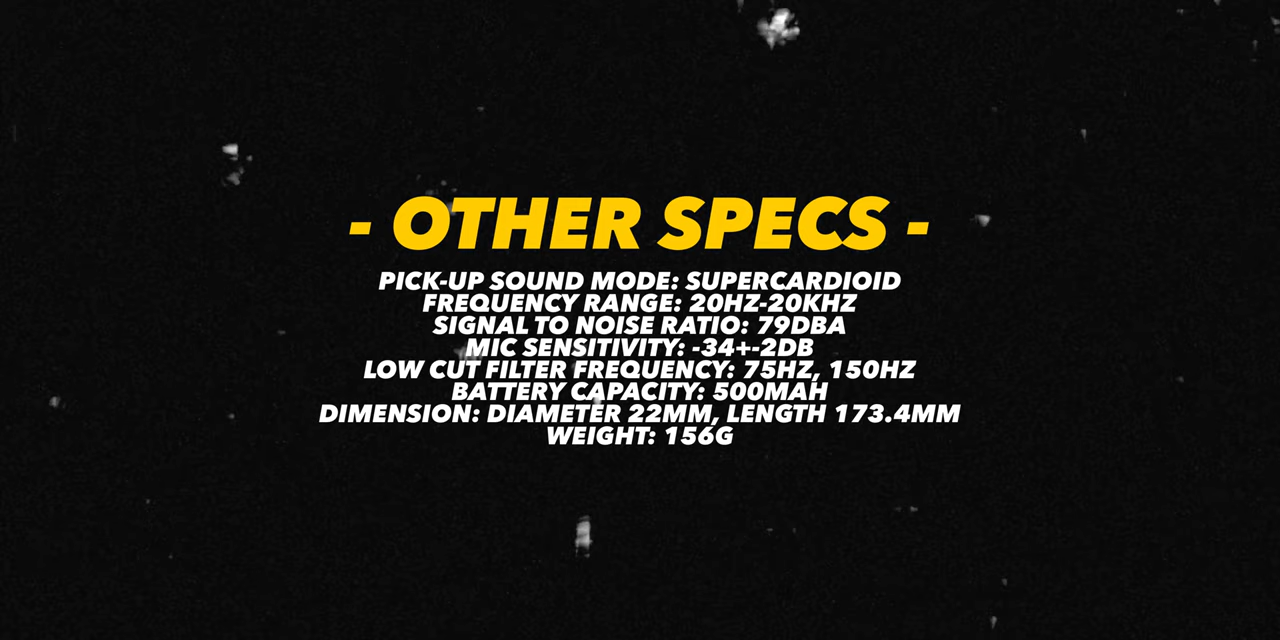 - OTHER SPECS -
PICK-UP SOUND MODE: SUPERCARDIOID
FREQUENCY RANGE: 20HZ-20KHZ
SIGNAL TO NOISE RATIO: 79DBA
MIC SENSITIVITY: -34+-2DB
LOW CUT FILTER FREQUENCY: 75HZ, 150HZ
BATTERY CAPACITY: 500MAH
DIMENSION: DIAMETER 22MM, LENGTH 173.4MM
WEIGHT: 156G